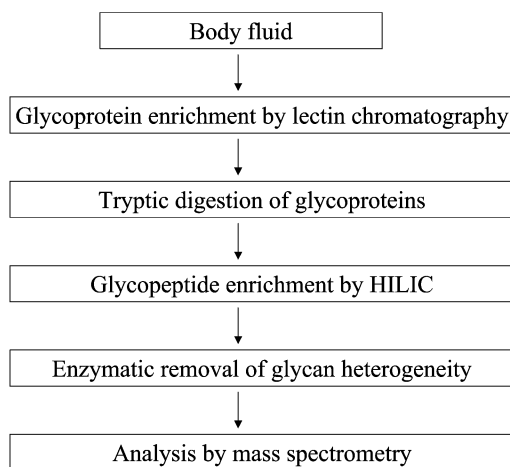 Body fluid
Glycoprotein enrichment by lectin chromatography
Tryptic digestion of glycoproteins
Glycopeptide enrichment by HILIC
Enzymatic removal of glycan heterogeneity
Analysis by mass spectrometry